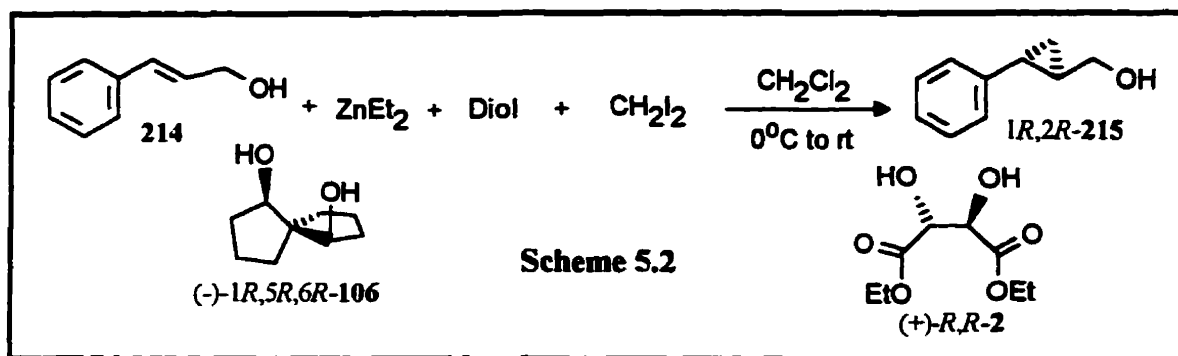 OH
214
+ ZnEt₂ + Diol + CH₂I₂
CH₂Cl₂
0°C to rt
OH
1R,2R-215
HO
OH
(-)-1R,5R,6R-106
Scheme 5.2
HO OH
O O
OEt OEt
(+)-R,R-2